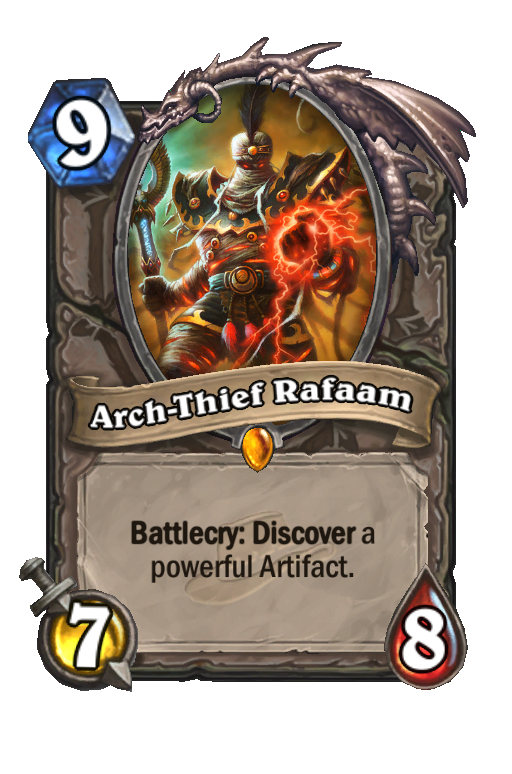 9
Arch-Thief Rafaam
Battlecry: Discover a
powerful Artifact.
7
8